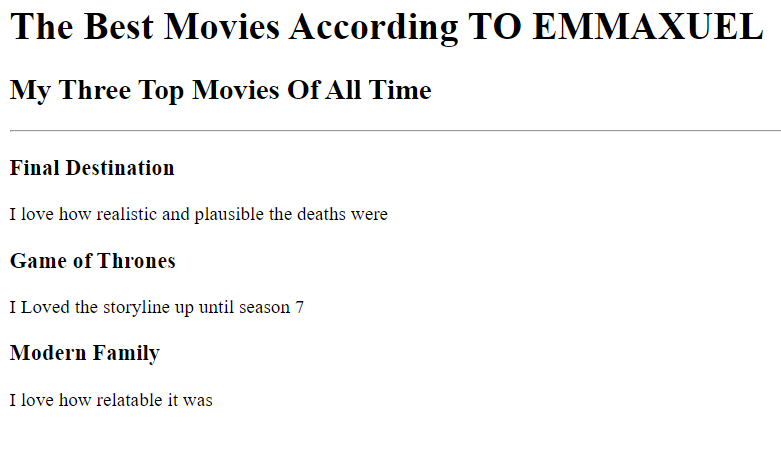 The Best Movies According TO EMMAXUEL
My Three Top Movies Of All Time
Final Destination
I love how realistic and plausible the deaths were
Game of Thrones
I Loved the storyline up until season 7
Modern Family
I love how relatable it was